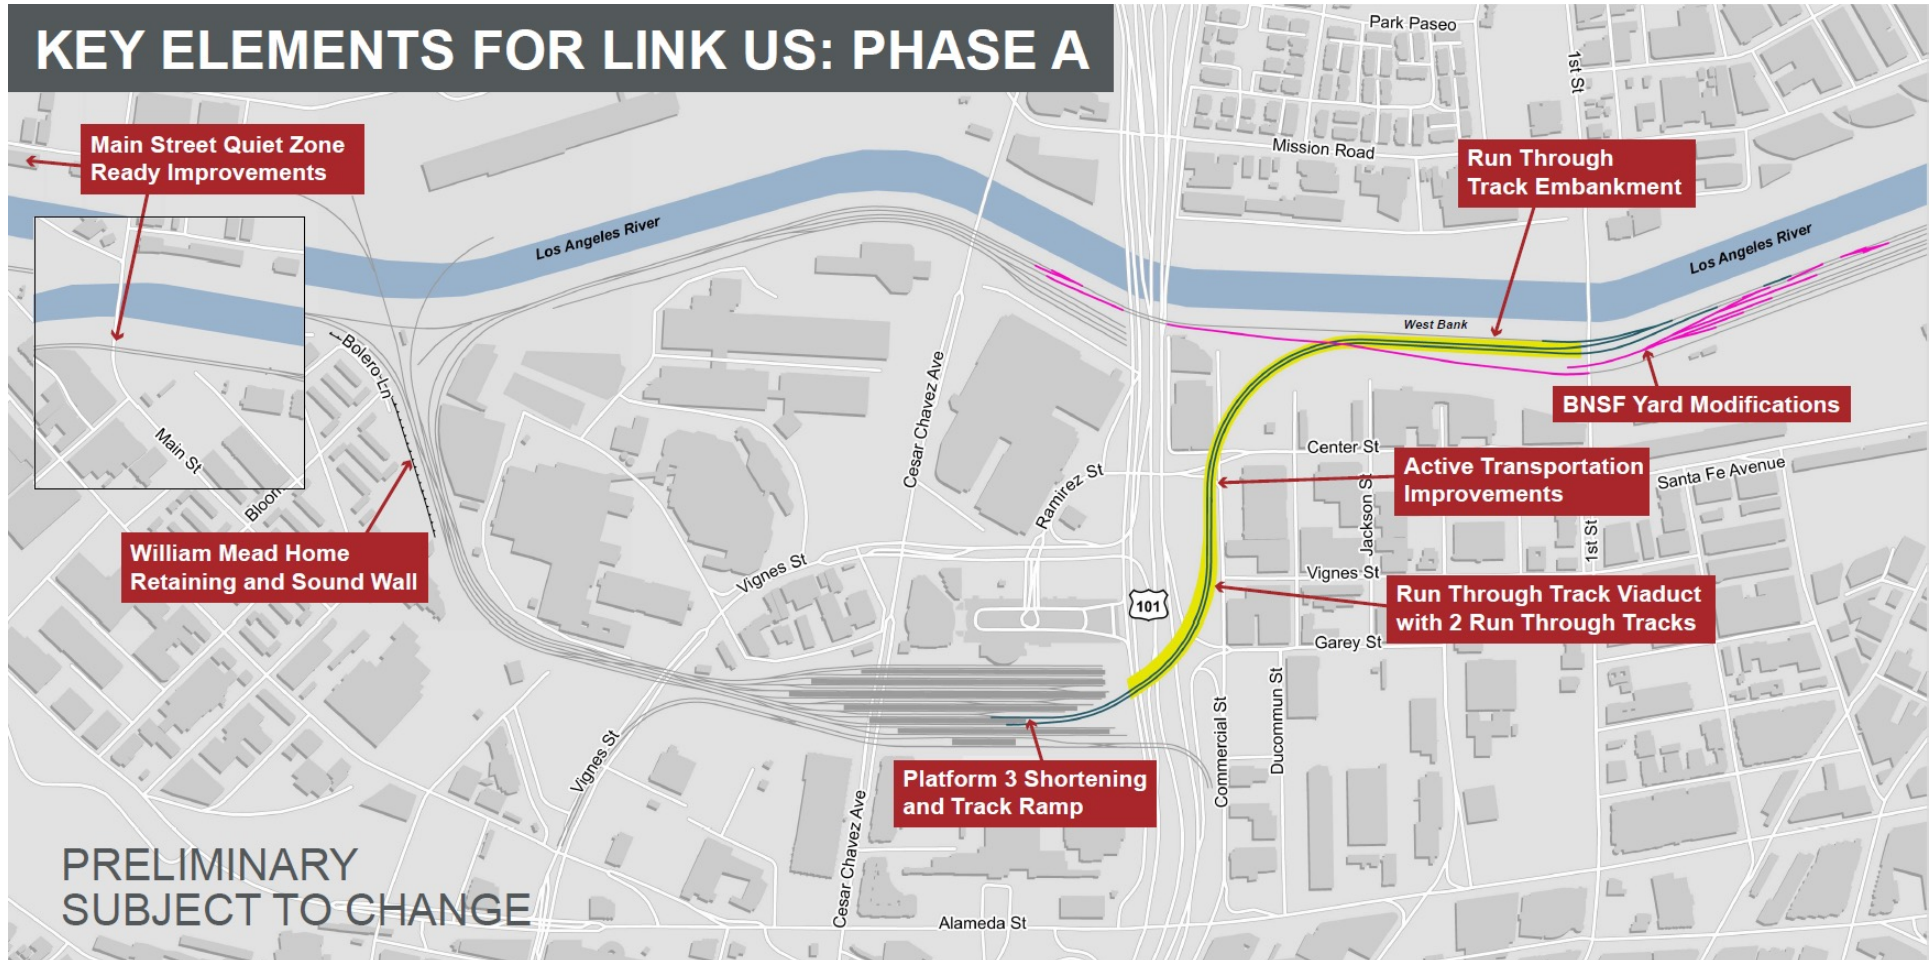 KEY ELEMENTS FOR LINK US: PHASE A
Park Paseo
1st St
Main Street Quiet Zone
Ready Improvements
Mission Road
Run Through
Track Embankment
Los Angeles River
Los Angeles River
West Bank
Bolero Ln
Cesar Chavez Ave
BNSF Yard Modifications
Main St
Center St
Active Transportation
Improvements
Santa Fe Avenue
Ramirez St
Jackson St
1st St
Bloom
William Mead Home
Retaining and Sound Wall
Vignes St
Vignes St
101
Run Through Track Viaduct
with 2 Run Through Tracks
Garey St
Ducommun St
Commercial St
Vignes St
Platform 3 Shortening
and Track Ramp
Cesar Chavez Ave
PRELIMINARY
SUBJECT TO CHANGE
Alameda St